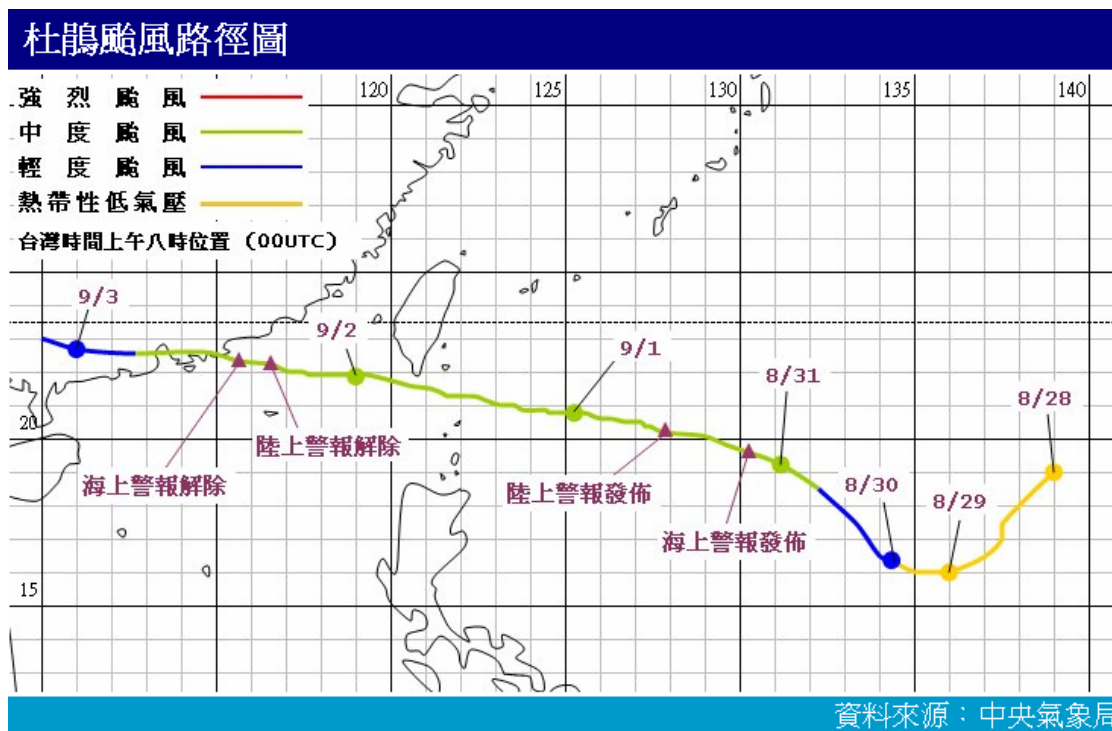 杜鵑颱風路徑圖
強烈颱風
中度颱風
輕度颱風
熱帶性低氣壓
台灣時間上午八時位置 (00UTC)
120
125
130
135
140
9/3
9/2
9/1
8/31
8/28
20
陸上警報解除
海上警報解除
陸上警報發佈
海上警報發佈
8/30
8/29
15
資料來源：中央氣象局